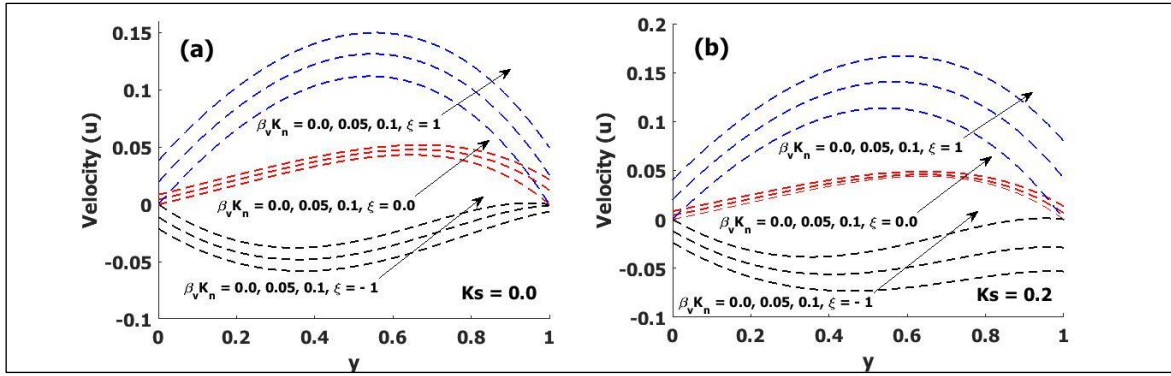 (a)
Velocity (u)
0.15
0.1
0.05
0
-0.05
-0.1
β_vK_n = 0.0, 0.05, 0.1, ξ = 1
β_vK_n = 0.0, 0.05, 0.1, ξ = 0.0
β_vK_n = 0.0, 0.05, 0.1, ξ = - 1
Ks = 0.0
0 0.2 0.4 0.6 0.8 1
y
(b)
Velocity (u)
0.2
0.15
0.1
0.05
0
-0.05
-0.1
β_vK_n = 0.0, 0.05, 0.1, ξ = 1
β_vK_n = 0.0, 0.05, 0.1, ξ = 0.0
β_vK_n = 0.0, 0.05, 0.1, ξ = - 1
Ks = 0.2
0 0.2 0.4 0.6 0.8 1
y